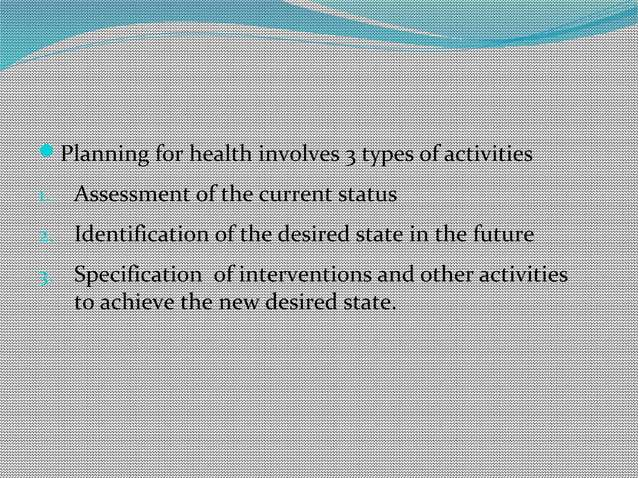 Planning for health involves 3 types of activities
1. Assessment of the current status
2. Identification of the desired state in the future
3. Specification of interventions and other activities
to achieve the new desired state.